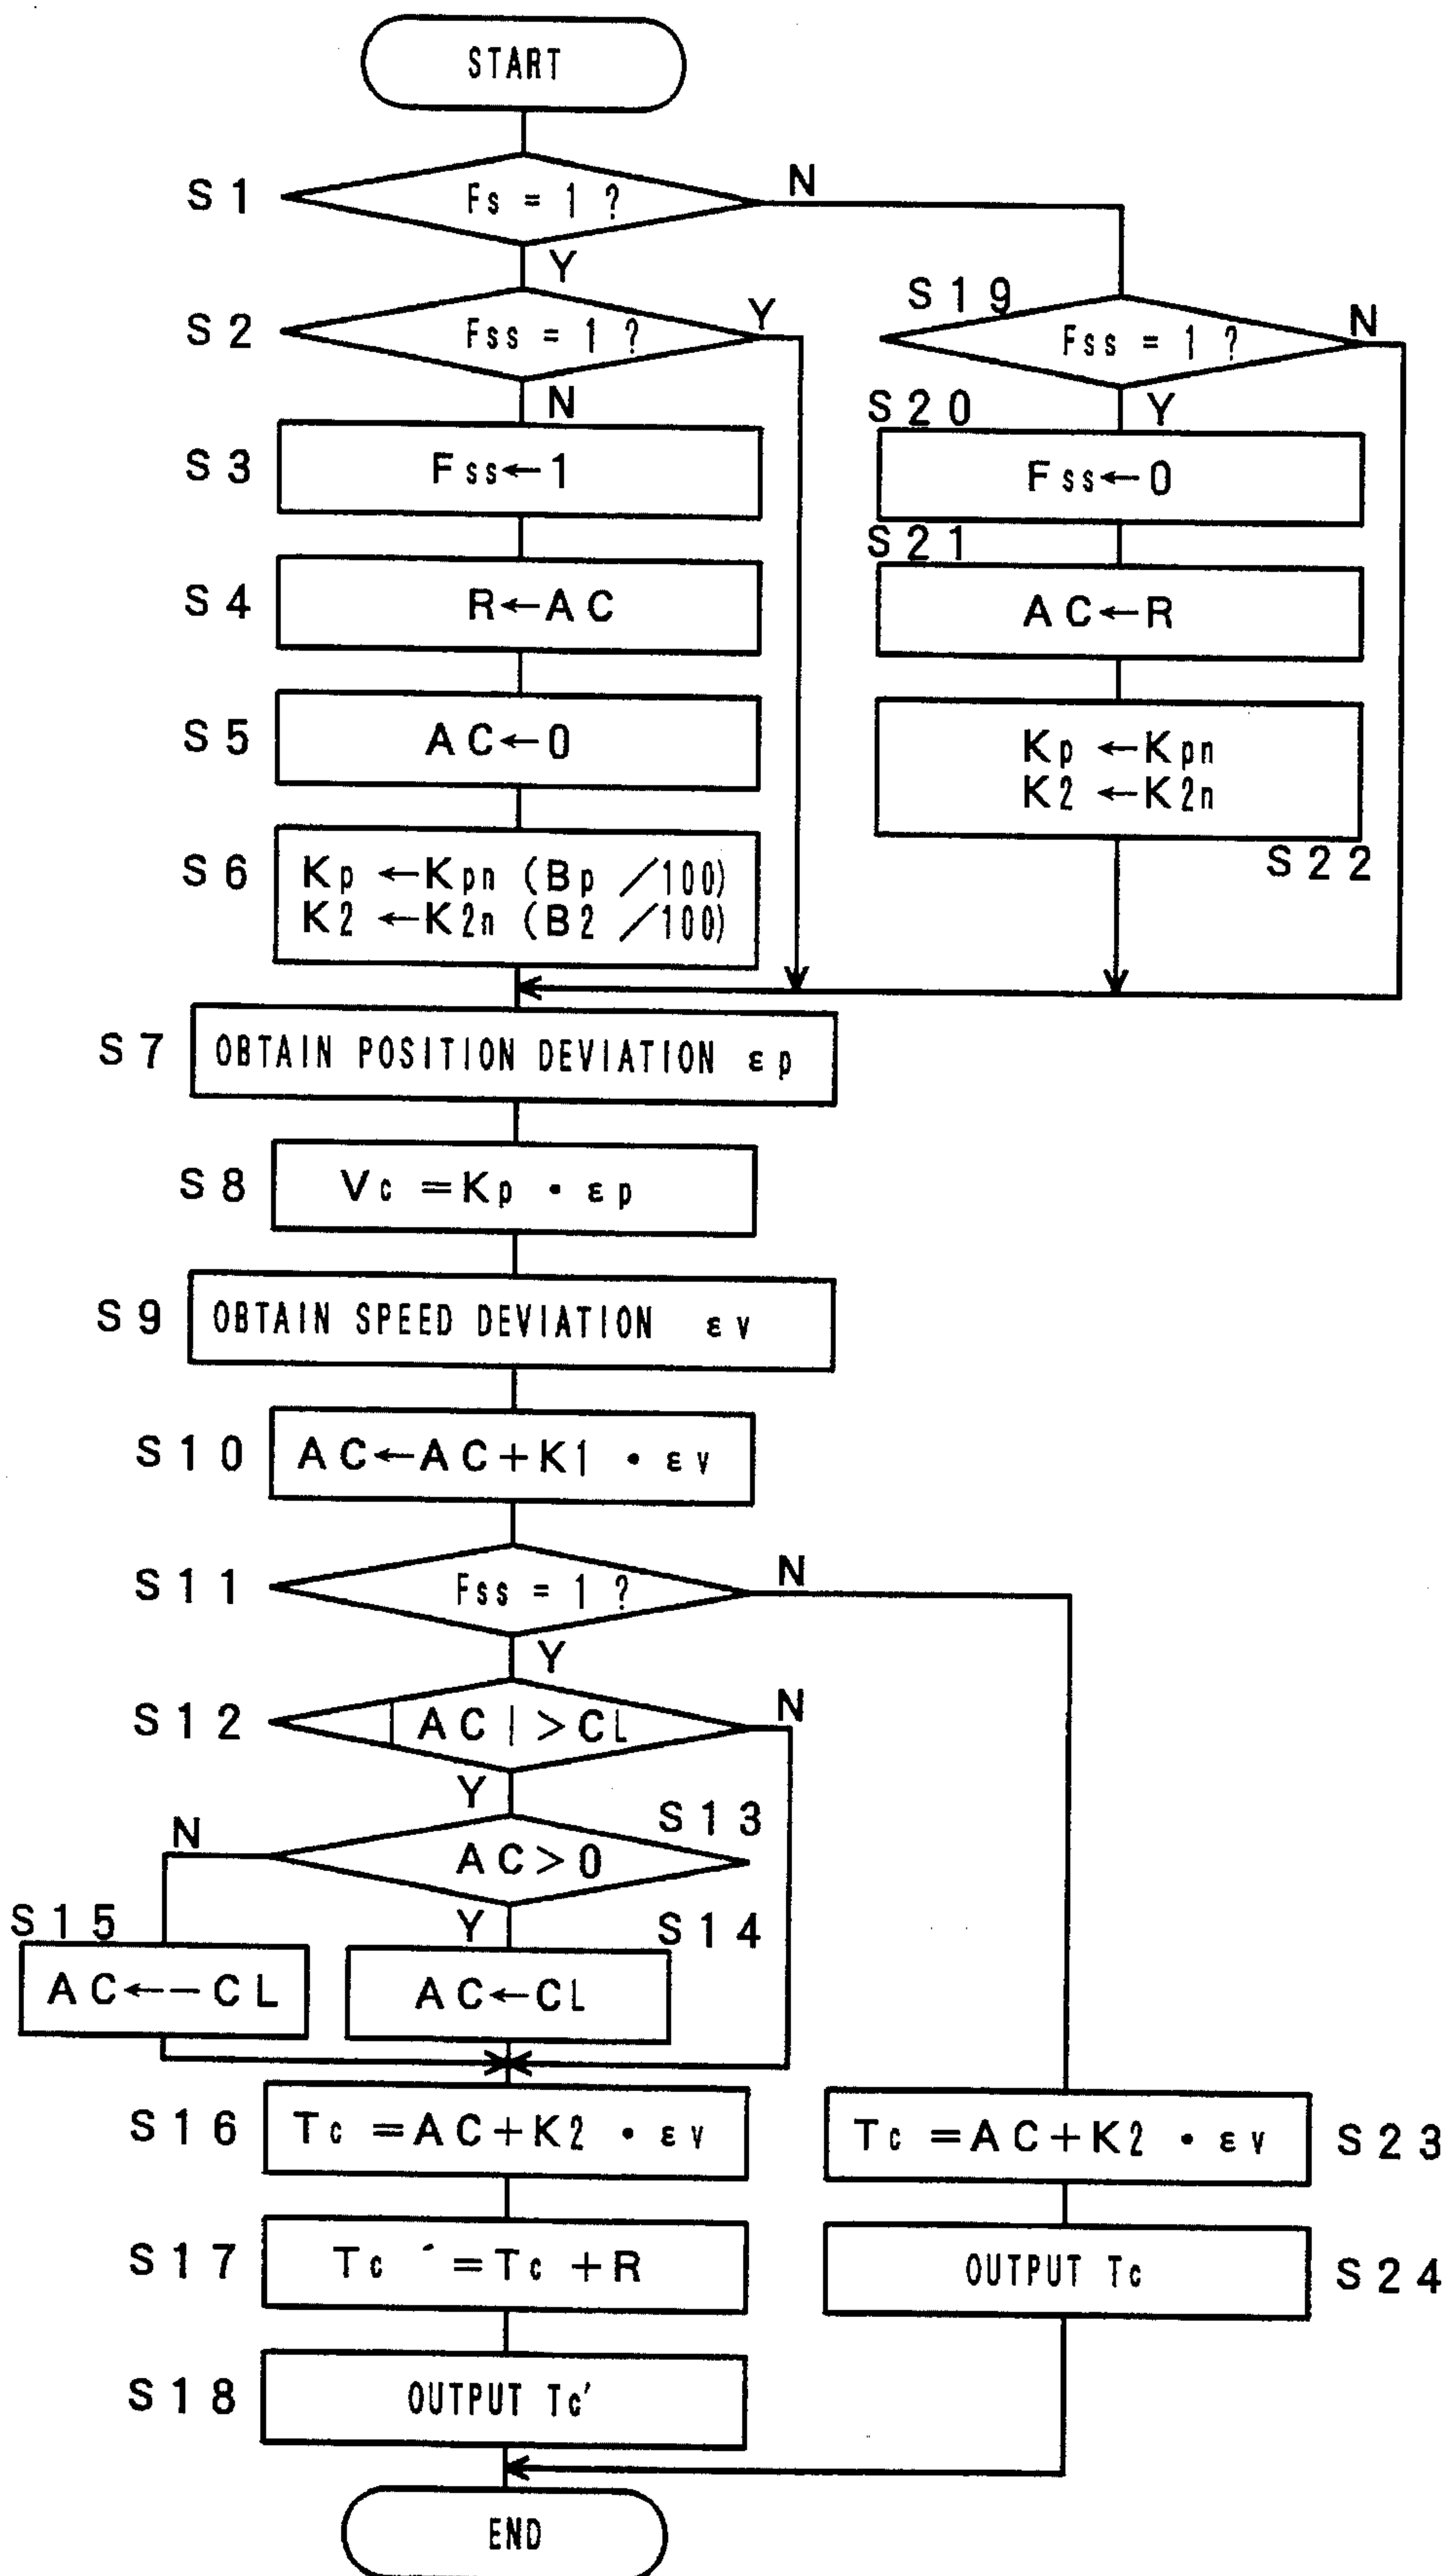 START
S1
Fs = 1 ?
N
Y
S2
Fss = 1 ?
Y
N
S19
Fss = 1 ?
N
Y
S3
Fss←1
S20
Fss←0
S4
R←AC
S21
AC←R
S5
AC←0
Kp ←Kpn
K2 ←K2n
S22
S6
Kp ←Kpn (Bp /100)
K2 ←K2n (B2 /100)
S7
OBTAIN POSITION DEVIATION εp
S8
Vc =Kp · εp
S9
OBTAIN SPEED DEVIATION εv
S10
AC←AC+K1 · εv
S11
Fss = 1 ?
N
Y
S12
|AC|>CL
N
Y
S13
AC>0
N
Y
S15
AC←−CL
S14
AC←CL
S16
Tc =AC+K2 · εv
Tc =AC+K2 · εv
S23
S17
Tc ´=Tc +R
OUTPUT Tc
S24
S18
OUTPUT Tc'
END